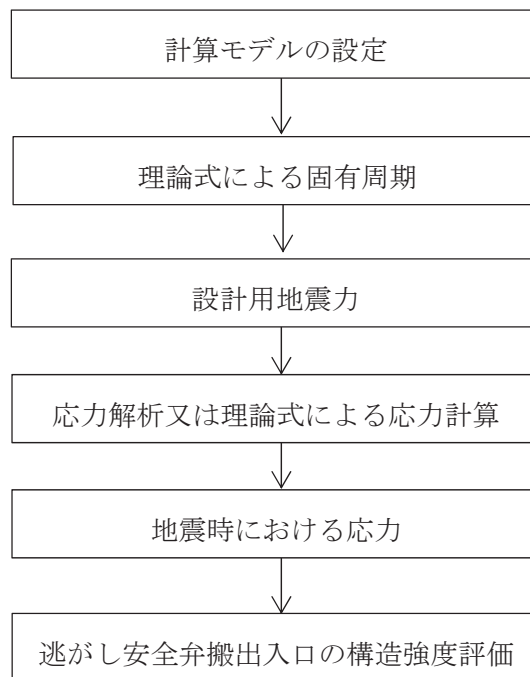 計算モデルの設定
理論式による固有周期
設計用地震力
応力解析又は理論式による応力計算
地震時における応力
逃がし安全弁搬出入口の構造強度評価